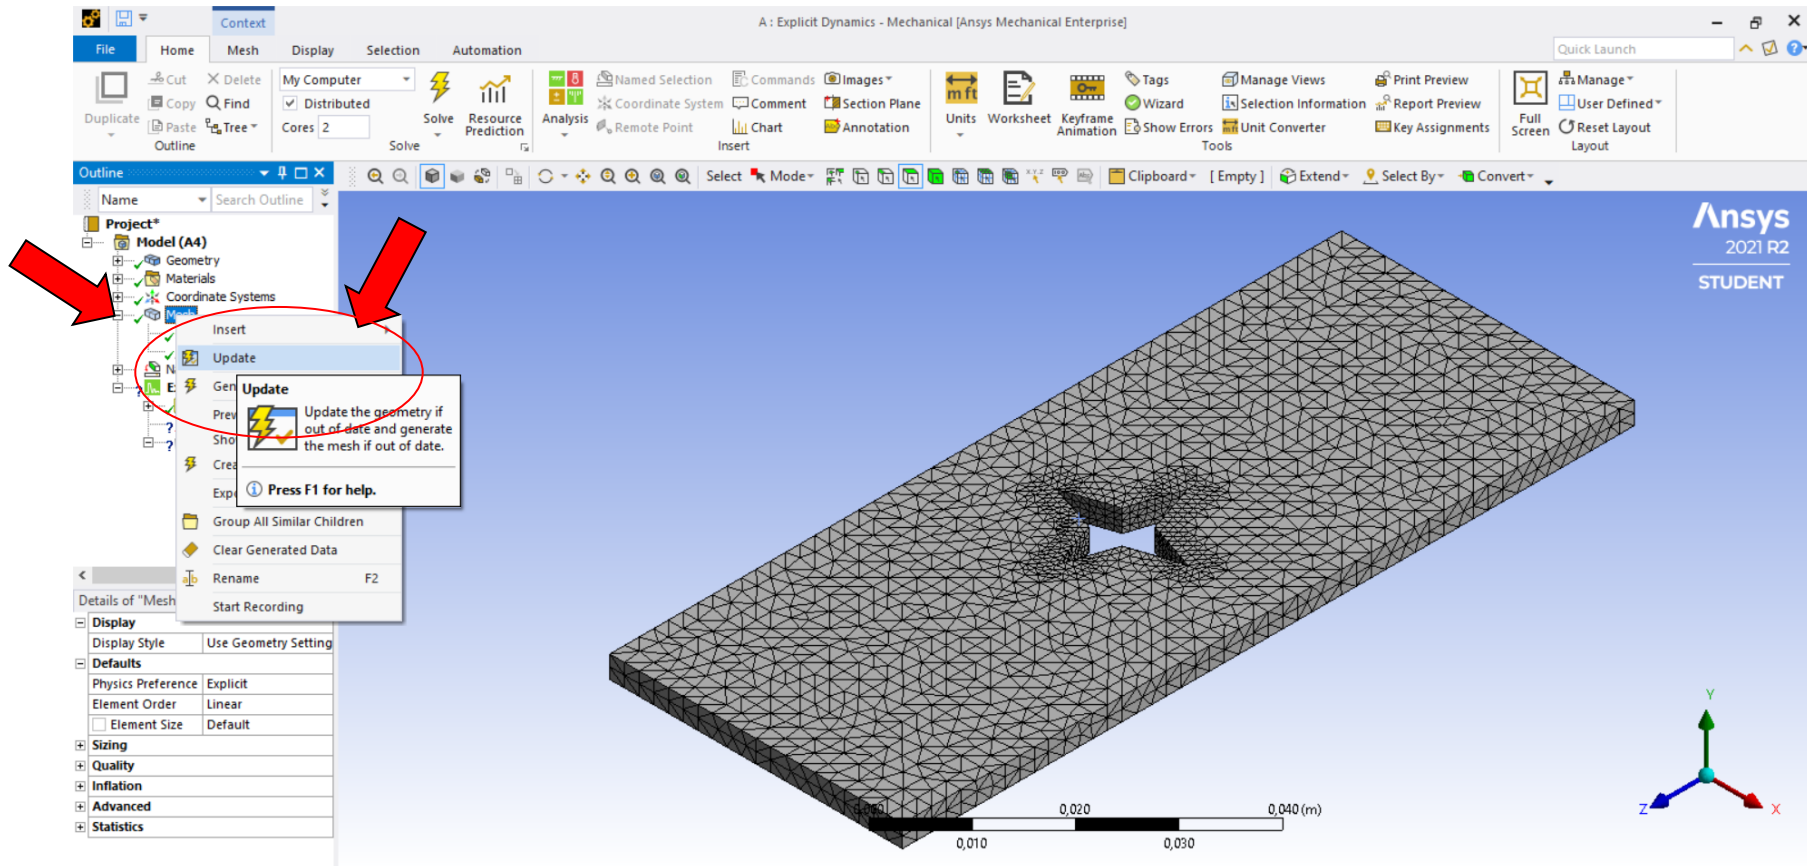 Context
A : Explicit Dynamics - Mechanical [Ansys Mechanical Enterprise]
File Home Mesh Display Selection Automation
Quick Launch
Cut Delete My Computer
Named Selection Commands Images
Tags Manage Views Print Preview Manage
Copy Find Distributed
Coordinate System Comment Section Plane
Wizard Selection Information Report Preview User Defined
Duplicate Paste Tree Cores 2
Solve Resource Prediction
Analysis Remote Point Chart Annotation
Units Worksheet Keyframe Animation
Show Errors Unit Converter Key Assignments
Full Screen Reset Layout
Outline Solve Insert Tools Layout
Outline
Select Mode Clipboard [ Empty ] Extend Select By Convert
Name Search Outline
Project*
Model (A4)
Geometry
Materials
Coordinate Systems
Mesh
Insert
Update
Update
Update the geometry if
out of date and generate
the mesh if out of date.
Press F1 for help.
Group All Similar Children
Clear Generated Data
Rename F2
Start Recording
Details of "Mesh
Display
Display Style Use Geometry Setting
Defaults
Physics Preference Explicit
Element Order Linear
Element Size Default
Sizing
Quality
Inflation
Advanced
Statistics
Ansys
2021 R2
STUDENT
0,020 0,040 (m)
0,010 0,030
Y
Z X